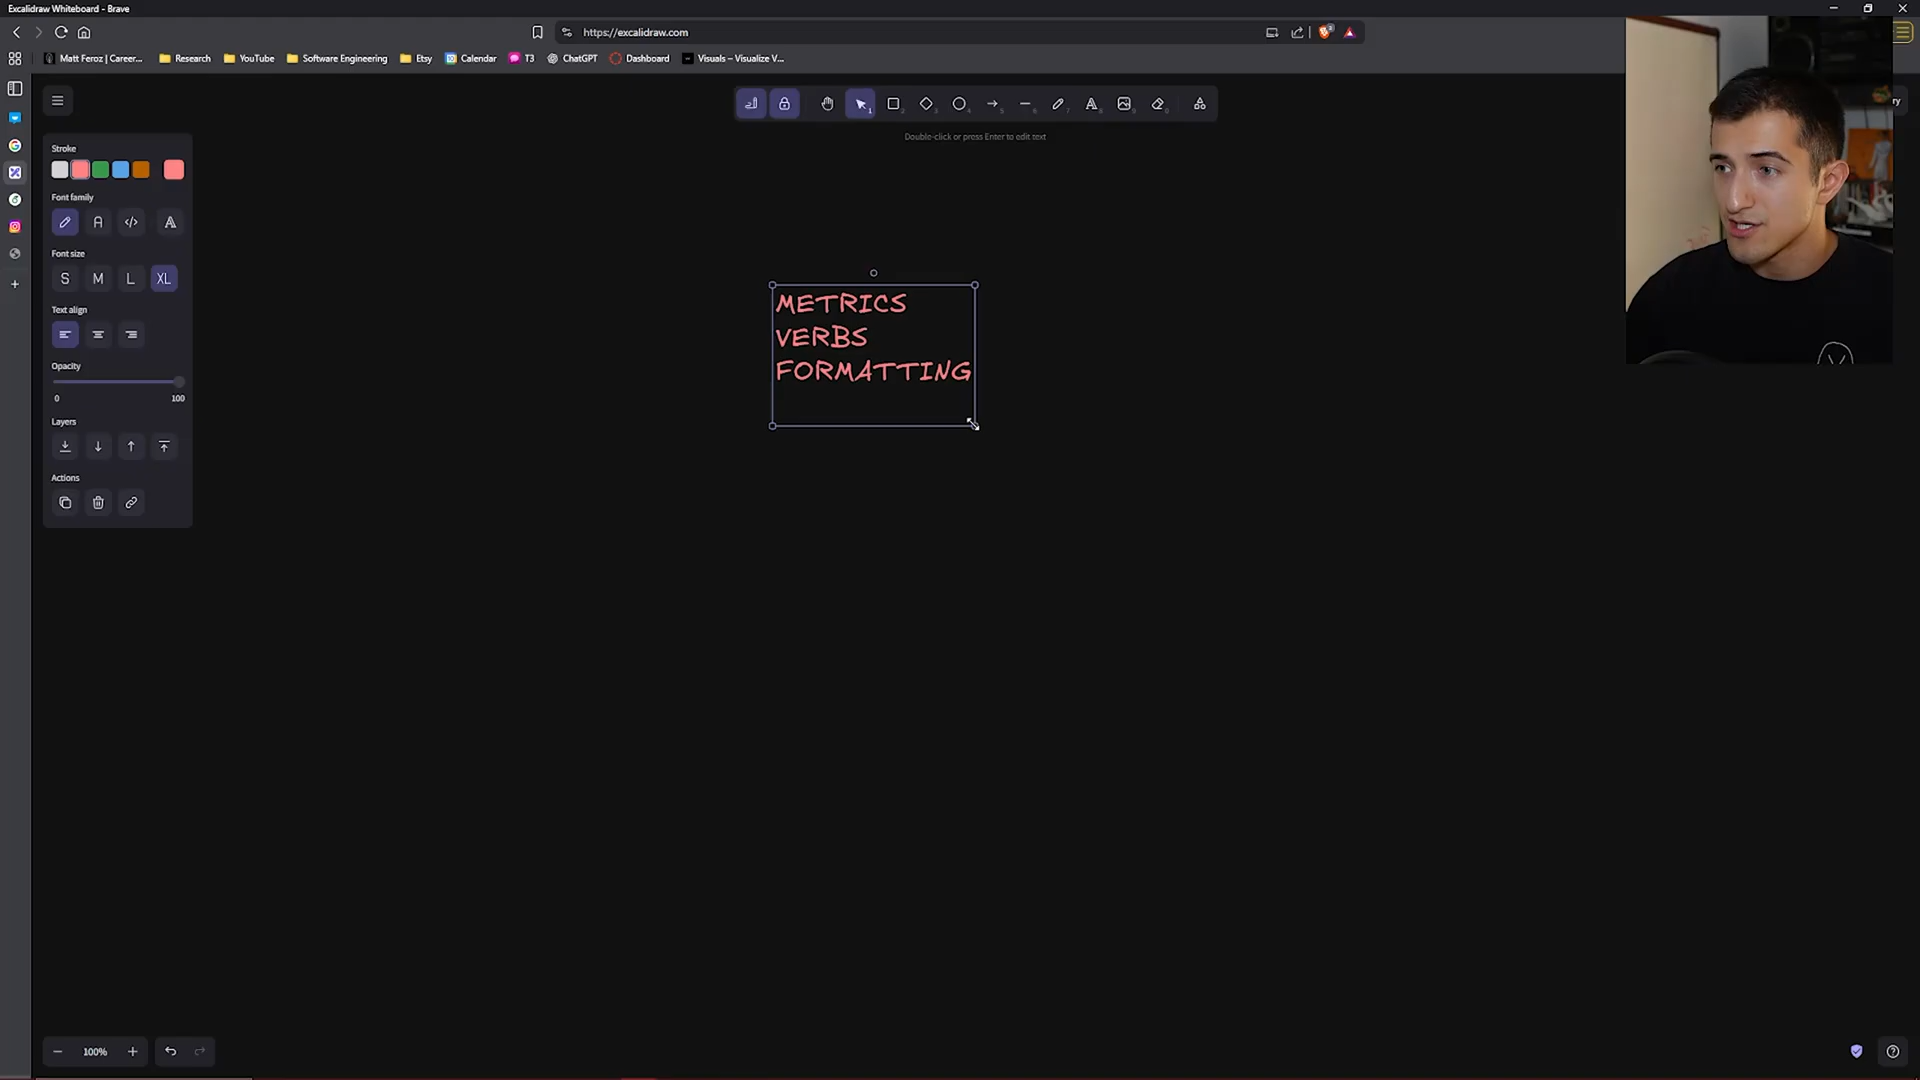 Excalidraw Whiteboard - Brave
https://excalidraw.com
Matt Feroz | Career...
Research
YouTube
Software Engineering
Etsy
Calendar
T3
ChatGPT
Dashboard
Visuals – Visualize V...
Double-click or press Enter to edit text
Stroke
Font family
Font size
S M L XL
Text align
Opacity
0 100
Layers
Actions
METRICS
VERBS
FORMATTING
100%